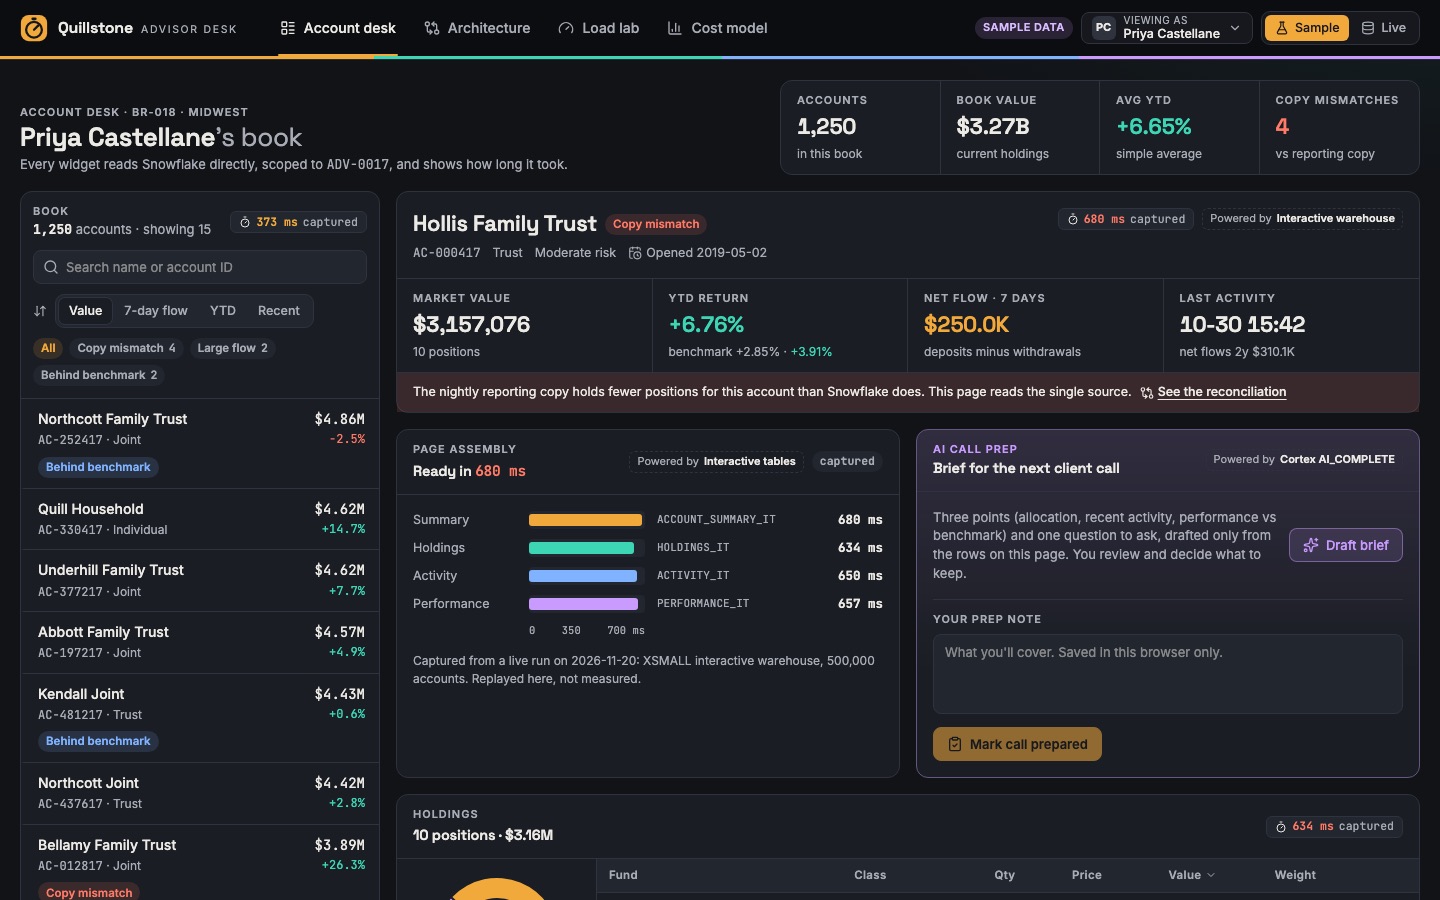 Quillstone ADVISOR DESK
Account desk
Architecture
Load lab
Cost model
SAMPLE DATA
PC
VIEWING AS
Priya Castellane
Sample
Live
ACCOUNT DESK · BR-018 · MIDWEST
Priya Castellane's book
Every widget reads Snowflake directly, scoped to ADV-0017, and shows how long it took.
ACCOUNTS
1,250
in this book
BOOK VALUE
$3.27B
current holdings
AVG YTD
+6.65%
simple average
COPY MISMATCHES
4
vs reporting copy
BOOK
1,250 accounts · showing 15
373 ms captured
Search name or account ID
Value
7-day flow
YTD
Recent
All
Copy mismatch 4
Large flow 2
Behind benchmark 2
Northcott Family Trust $4.86M
AC-252417 · Joint -2.5%
Behind benchmark
Quill Household $4.62M
AC-330417 · Individual +14.7%
Underhill Family Trust $4.62M
AC-377217 · Joint +7.7%
Abbott Family Trust $4.57M
AC-197217 · Joint +4.9%
Kendall Joint $4.43M
AC-481217 · Trust +0.6%
Behind benchmark
Northcott Joint $4.42M
AC-437617 · Trust +2.8%
Bellamy Family Trust $3.89M
AC-012817 · Joint +26.3%
Copy mismatch
Hollis Family Trust Copy mismatch
680 ms captured
Powered by Interactive warehouse
AC-000417 Trust Moderate risk Opened 2019-05-02
MARKET VALUE
$3,157,076
10 positions
YTD RETURN
+6.76%
benchmark +2.85% · +3.91%
NET FLOW · 7 DAYS
$250.0K
deposits minus withdrawals
LAST ACTIVITY
10-30 15:42
net flows 2y $310.1K
The nightly reporting copy holds fewer positions for this account than Snowflake does. This page reads the single source. See the reconciliation
PAGE ASSEMBLY
Ready in 680 ms
Powered by Interactive tables
captured
Summary ACCOUNT_SUMMARY_IT 680 ms
Holdings HOLDINGS_IT 634 ms
Activity ACTIVITY_IT 650 ms
Performance PERFORMANCE_IT 657 ms
0 350 700 ms
Captured from a live run on 2026-11-20: XSMALL interactive warehouse, 500,000
accounts. Replayed here, not measured.
AI CALL PREP
Brief for the next client call
Powered by Cortex AI_COMPLETE
Three points (allocation, recent activity, performance vs
benchmark) and one question to ask, drafted only from
the rows on this page. You review and decide what to
keep.
Draft brief
YOUR PREP NOTE
What you'll cover. Saved in this browser only.
Mark call prepared
HOLDINGS
10 positions · $3.16M
634 ms captured
Fund Class Qty Price Value Weight